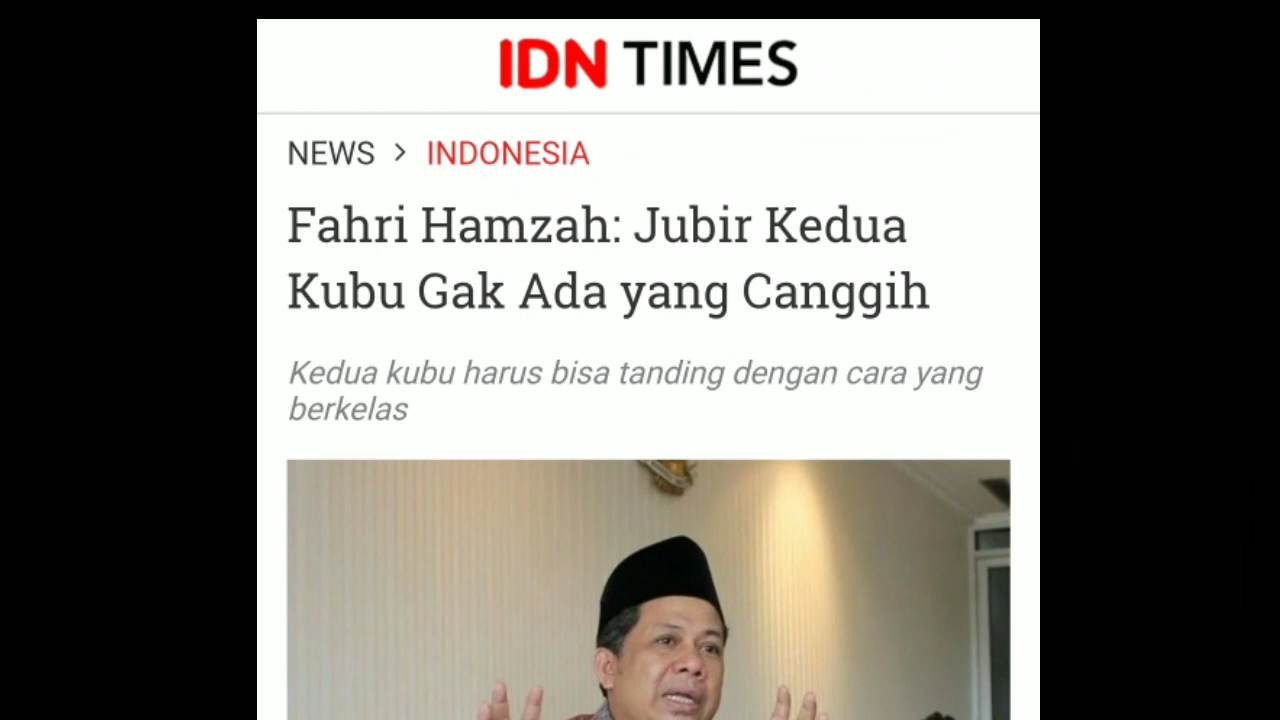 IDN TIMES
NEWS > INDONESIA
Fahri Hamzah: Jubir Kedua
Kubu Gak Ada yang Canggih
Kedua kubu harus bisa tanding dengan cara yang
berkelas